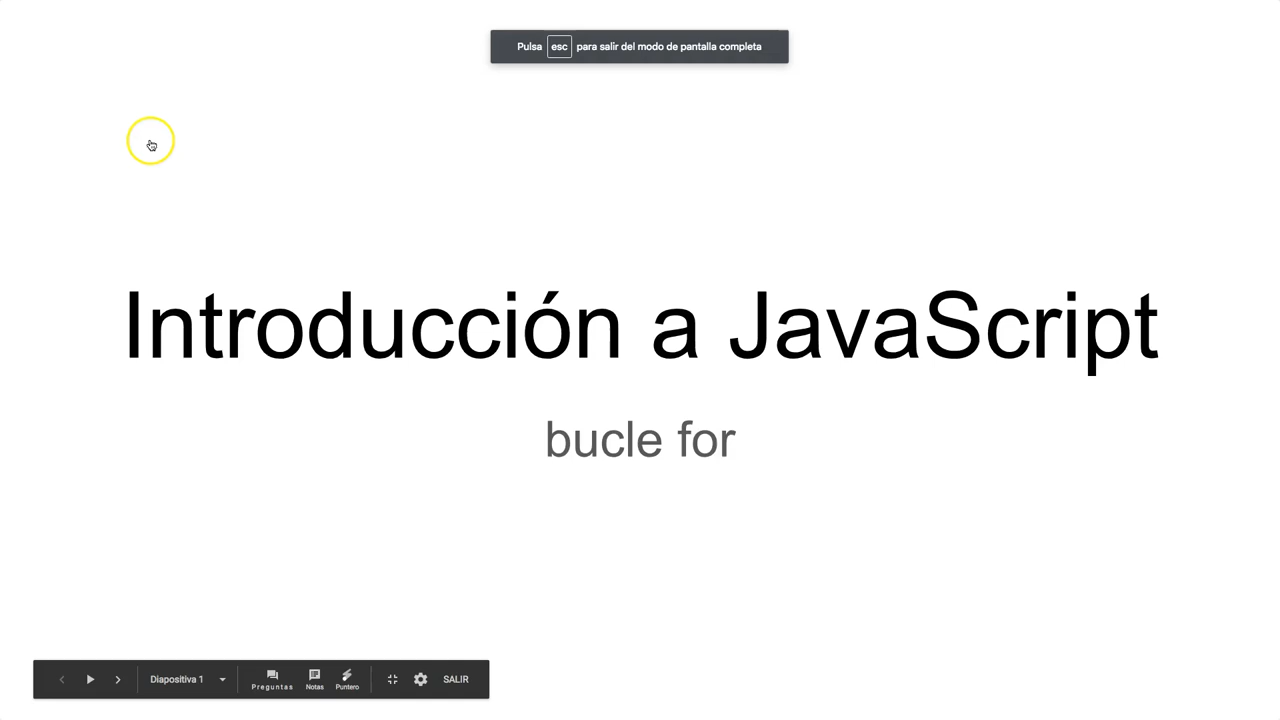 Pulsa esc para salir del modo de pantalla completa
Introducción a JavaScript
bucle for
Diapositiva 1
Preguntas
Notas
Puntero
SALIR